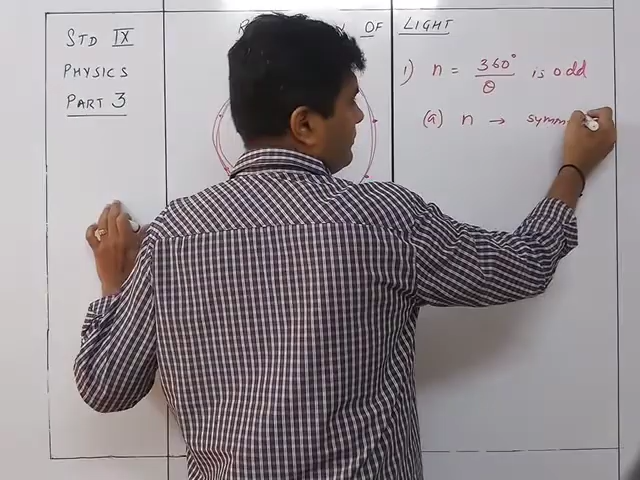 STD IX
PHYSICS
PART 3
OF LIGHT
1) n = 360° / θ is odd
(a) n → symm